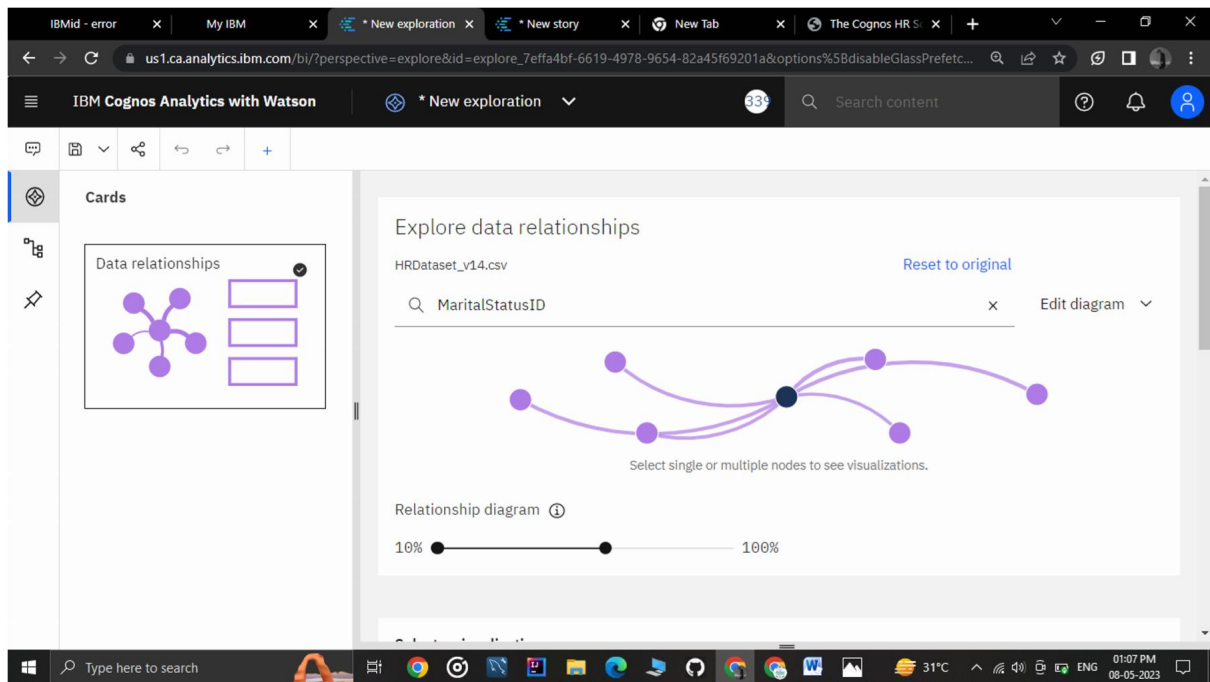 IBMid - error
My IBM
* New exploration
* New story
New Tab
The Cognos HR Sc
us1.ca.analytics.ibm.com/bi/?perspective=explore&id=explore_7effa4bf-6619-4978-9654-82a45f69201a&options%5BdisableGlassPrefetc...
IBM Cognos Analytics with Watson
* New exploration
339
Search content
Cards
Data relationships
Explore data relationships
HRDataset_v14.csv
Reset to original
MaritalStatusID
Edit diagram
Select single or multiple nodes to see visualizations.
Relationship diagram
10%
100%
Type here to search
31°C
ENG
01:07 PM
08-05-2023